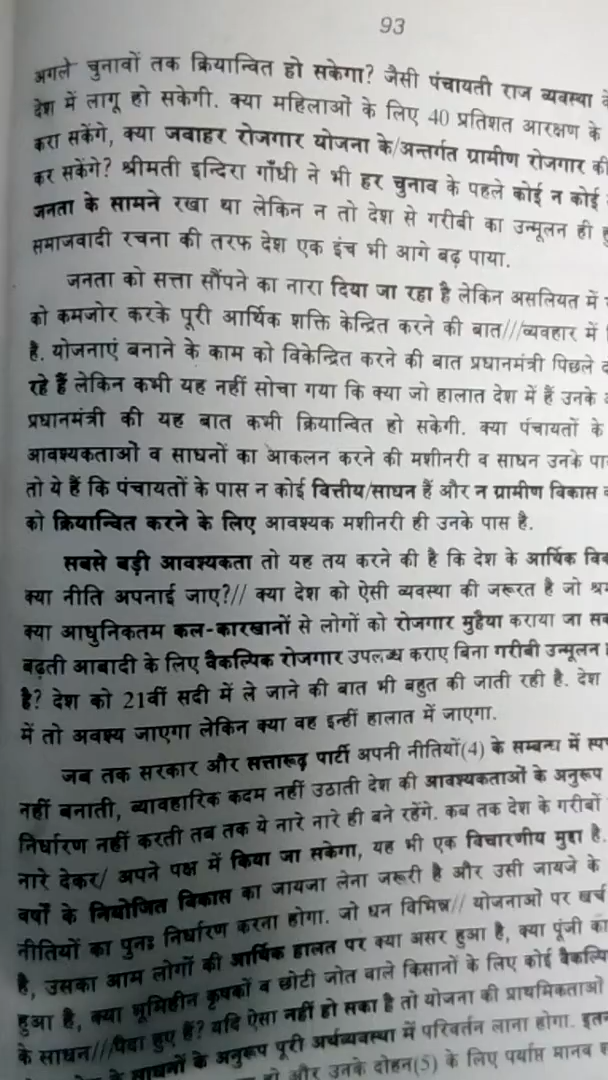 93
अगले चुनावों तक क्रियान्वित हो सकेगा? जैसी पंचायती राज व्यवस्था
देश में लागू हो सकेगी. क्या महिलाओं के लिए 40 प्रतिशत आरक्षण के
करा सकेंगे, क्या जवाहर रोजगार योजना के/अन्तर्गत ग्रामीण रोजगार की
कर सकेंगे? श्रीमती इन्दिरा गाँधी ने भी हर चुनाव के पहले कोई न कोई
जनता के सामने रखा था लेकिन न तो देश से गरीबी का उन्मूलन ही
समाजवादी रचना की तरफ देश एक इंच भी आगे बढ़ पाया.
जनता को सत्ता सौंपने का नारा दिया जा रहा है लेकिन असलियत में
को कमजोर करके पूरी आर्थिक शक्ति केन्द्रित करने की बात///व्यवहार में
है. योजनाएं बनाने के काम को विकेन्द्रित करने की बात प्रधानमंत्री पिछले
रहे हैं लेकिन कभी यह नहीं सोचा गया कि क्या जो हालात देश में हैं उनके
प्रधानमंत्री की यह बात कभी क्रियान्वित हो सकेगी. क्या पंचायतों के
आवश्यकताओं व साधनों का आकलन करने की मशीनरी व साधन उनके
तो ये हैं कि पंचायतों के पास न कोई वित्तीय/साधन हैं और न ग्रामीण विकास
को क्रियान्वित करने के लिए आवश्यक मशीनरी ही उनके पास है.
सबसे बड़ी आवश्यकता तो यह तय करने की है कि देश के आर्थिक
क्या नीति अपनाई जाए?// क्या देश को ऐसी व्यवस्था की जरूरत है जो
क्या आधुनिकतम कल-कारखानों से लोगों को रोजगार मुहैया कराया जा
बढ़ती आबादी के लिए वैकल्पिक रोजगार उपलब्ध कराए बिना गरीबी उन्मूलन
है? देश को 21वीं सदी में ले जाने की बात भी बहुत की जाती रही है. देश
में तो अवश्य जाएगा लेकिन क्या वह इन्हीं हालात में जाएगा.
जब तक सरकार और सत्तारूढ़ पार्टी अपनी नीतियों(4) के सम्बन्ध में
नहीं बनाती, व्यावहारिक कदम नहीं उठाती देश की आवश्यकताओं के अनुरूप
निर्धारण नहीं करती तब तक ये नारे नारे ही बने रहेंगे. कब तक देश के गरीबों
नारे देकर/ अपने पक्ष में किया जा सकेगा, यह भी एक विचारणीय मुद्दा है.
वर्षों के नियोजित विकास का जायजा लेना जरूरी है और उसी जायजे के
नीतियों का पुनः निर्धारण करना होगा. जो धन विभिन्न// योजनाओं पर खर्च
है, उसका आम लोगों की आर्थिक हालत पर क्या असर हुआ है, क्या पूंजी का
हुआ है, क्या भूमिहीन कृषकों व छोटी जोत वाले किसानों के लिए कोई
के साधन///पैदा हुए हैं? यदि ऐसा नहीं हो सका है तो योजना की प्राथमिकताओं
के साधनों के अनुरूप पूरी अर्थव्यवस्था में परिवर्तन लाना होगा.
हो और उनके दोहन(5) के लिए पर्याप्त मानव